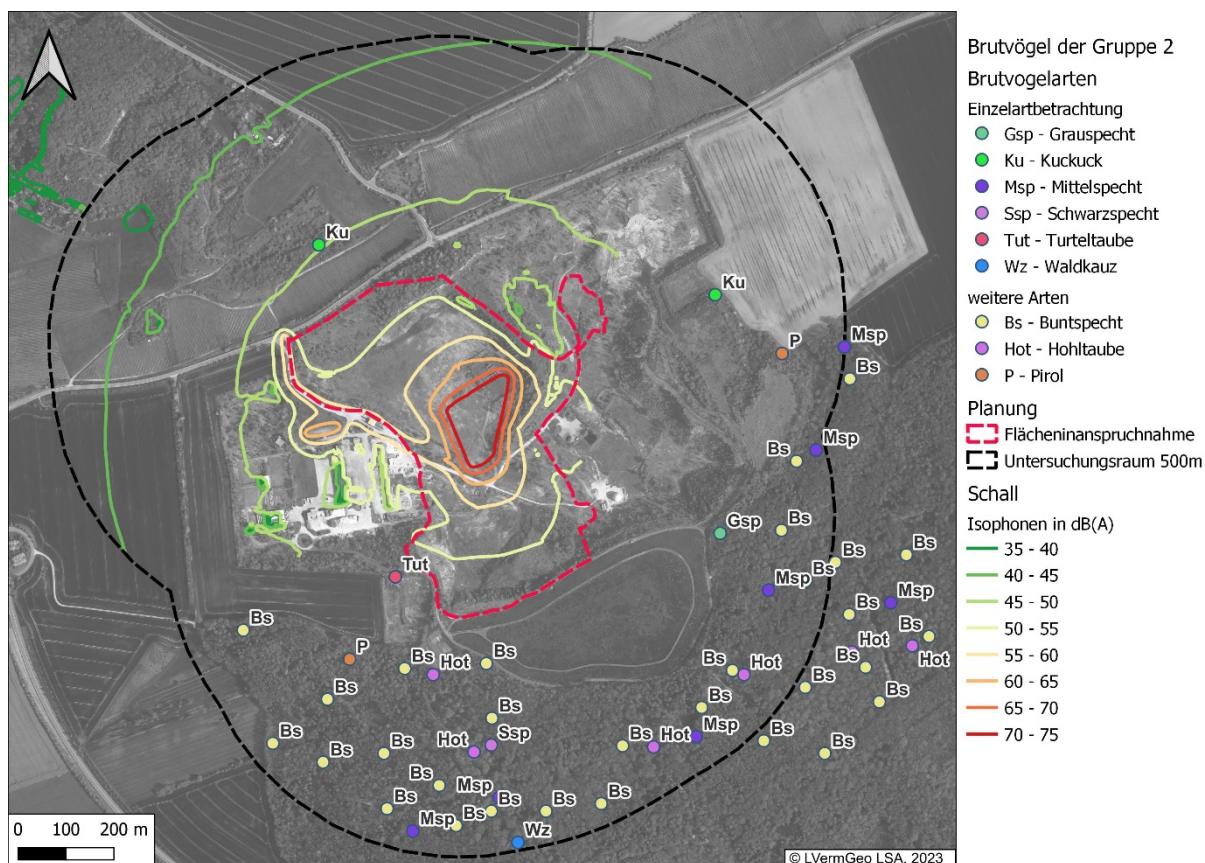 Ku
Ku
P
Msp
Bs
Bs
Msp
Gsp
Bs
Bs
Bs
Tut
Bs
Msp
Msp
Bs
Bs
Bs
Hot
P
Bs
Hot
Bs
Bs
Hot
Bs
Hot
Bs
Bs
Bs
Bs
Bs
Msp
Bs
Bs
Hot
Ssp
Bs
Hot
Bs
Bs
Bs
Bs
Msp
Bs
Bs
Bs
Bs
Msp
Bs
Wz
0 100 200 m
© LVermGeo LSA, 2023
Brutvögel der Gruppe 2
Brutvogelarten
Einzelartbetrachtung
Gsp - Grauspecht
Ku - Kuckuck
Msp - Mittelspecht
Ssp - Schwarzspecht
Tut - Turteltaube
Wz - Waldkauz
weitere Arten
Bs - Buntspecht
Hot - Hohltaube
P - Pirol
Planung
Flächeninanspruchnahme
Untersuchungsraum 500m
Schall
Isophonen in dB(A)
35 - 40
40 - 45
45 - 50
50 - 55
55 - 60
60 - 65
65 - 70
70 - 75